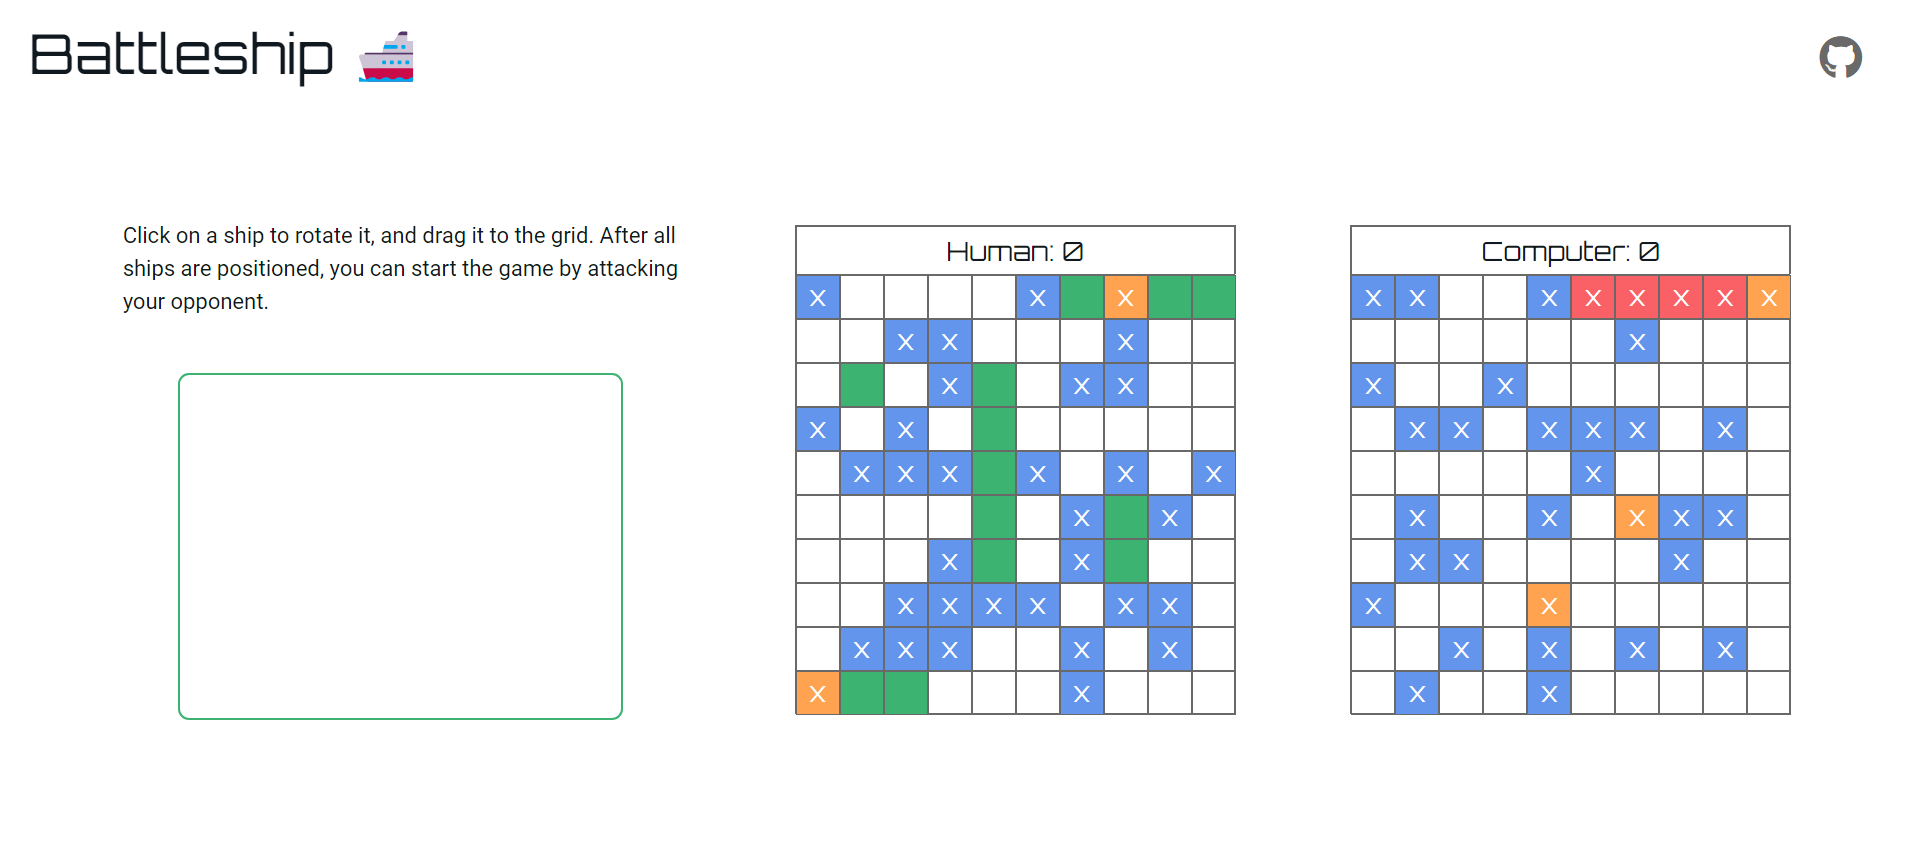 Battleship
Click on a ship to rotate it, and drag it to the grid. After all
ships are positioned, you can start the game by attacking
your opponent.
Human: 0
X X X
X X X
X X X
X X
X X X X X X
X X
X X
X X X X X X
X X X X X
X X
Computer: 0
X X X X X X X X
X
X X
X X X X X X
X
X X X X X
X X X
X X
X X X X
X X